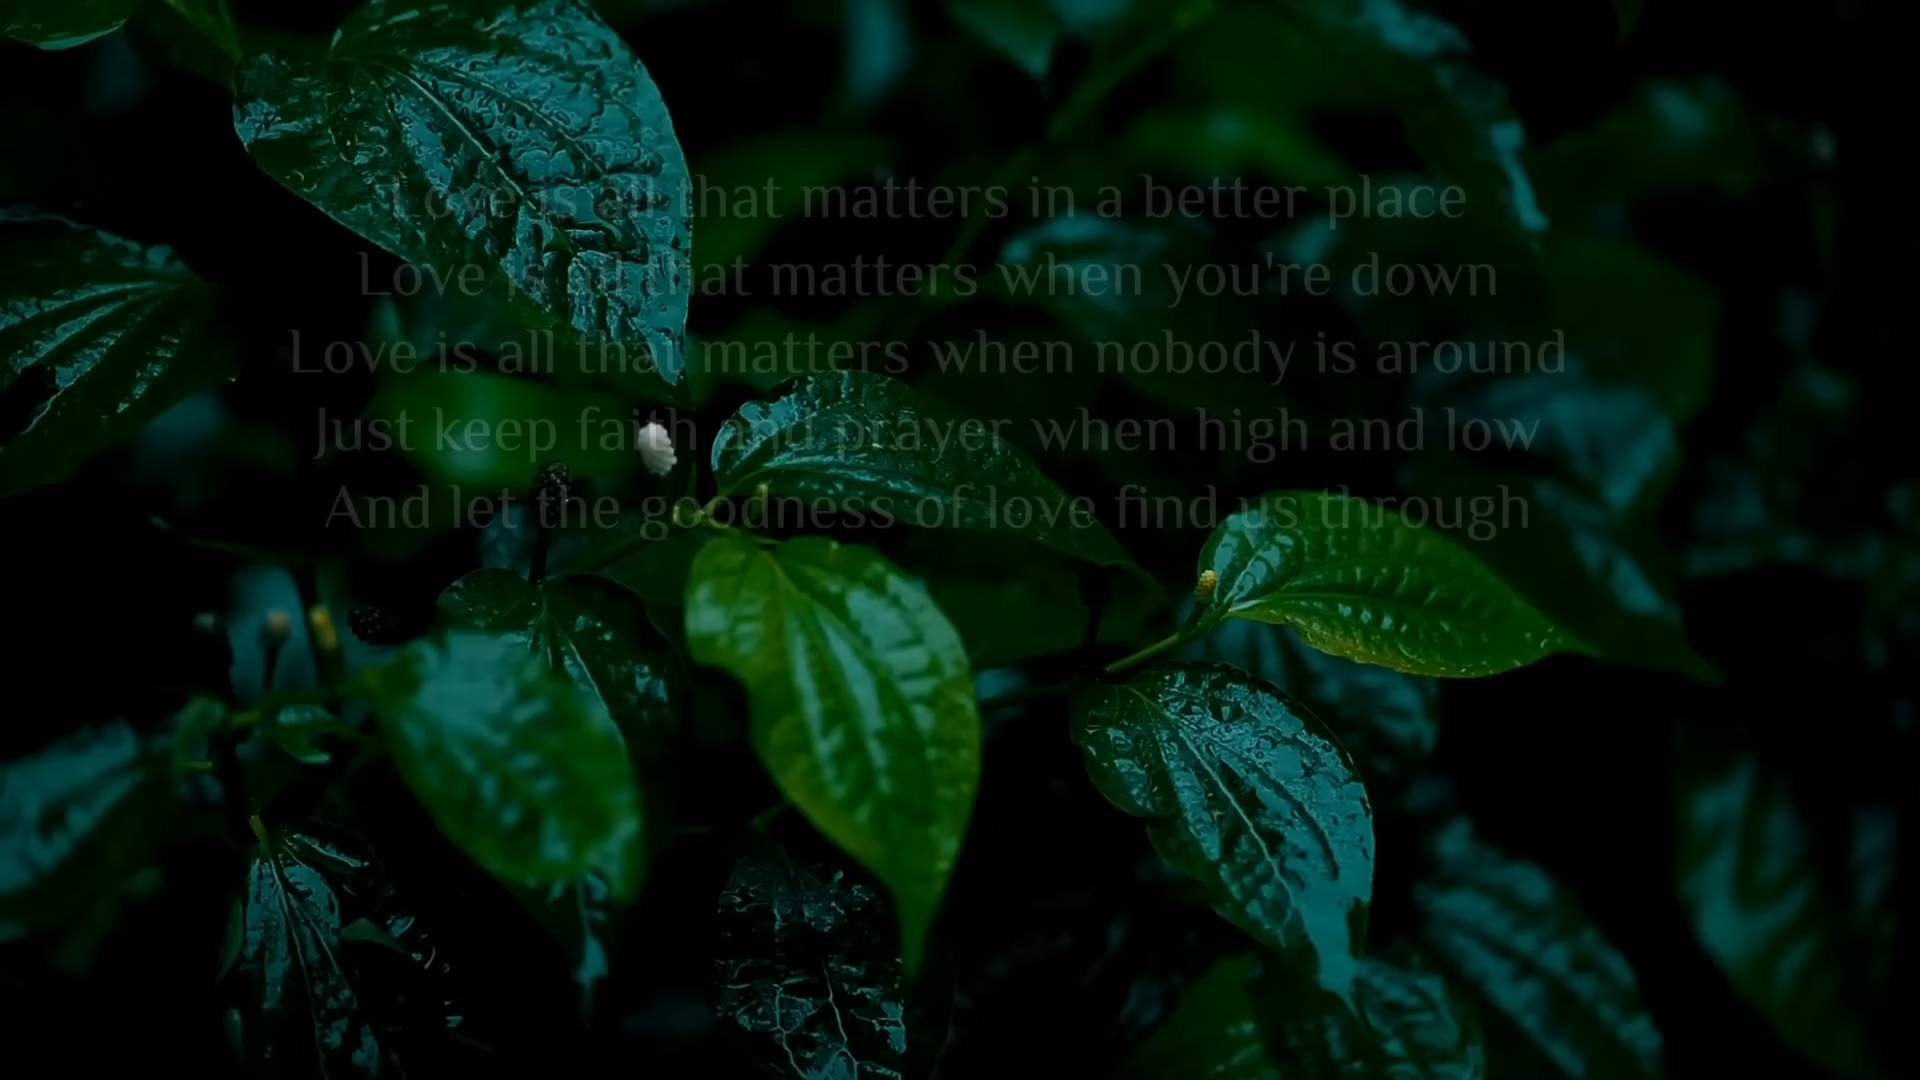 Love is all that matters in a better place
Love is all that matters when you're down
Love is all that matters when nobody is around
Just keep faith and prayer when high and low
And let the goodness of love find us through